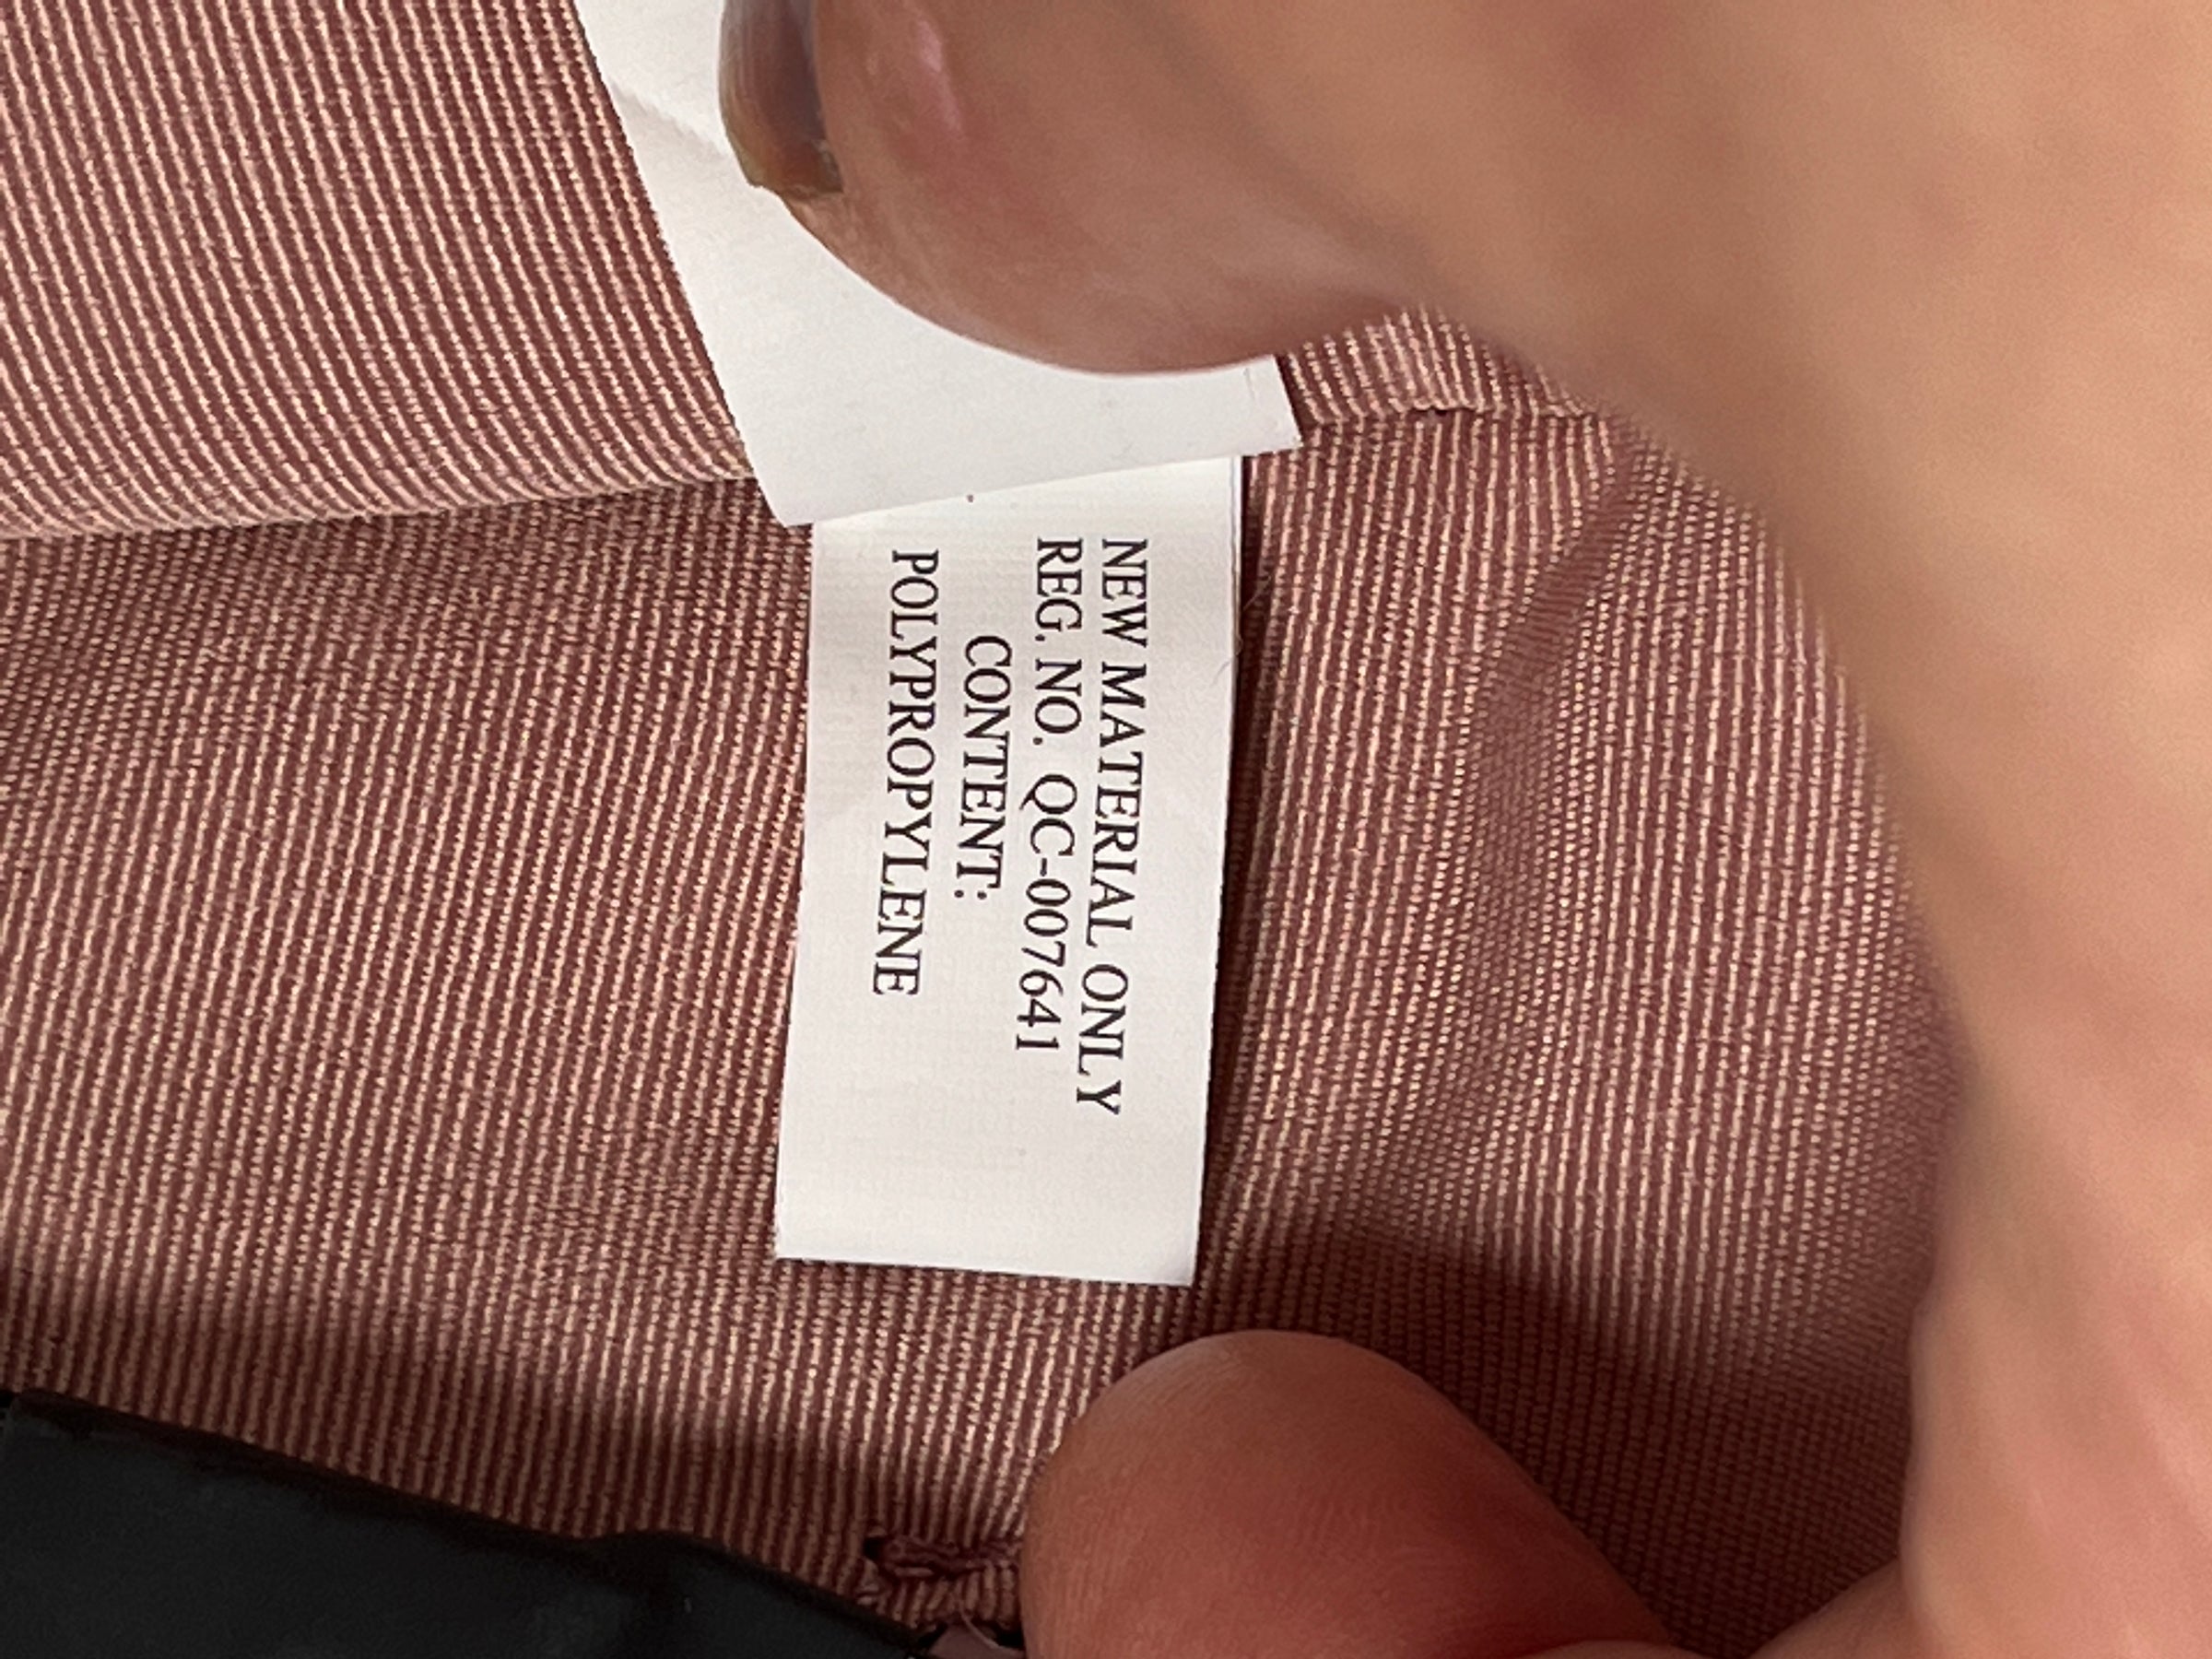 NEW MATERIAL ONLY
REG. NO. QC-007641
CONTENT:
POLYPROPYLENE